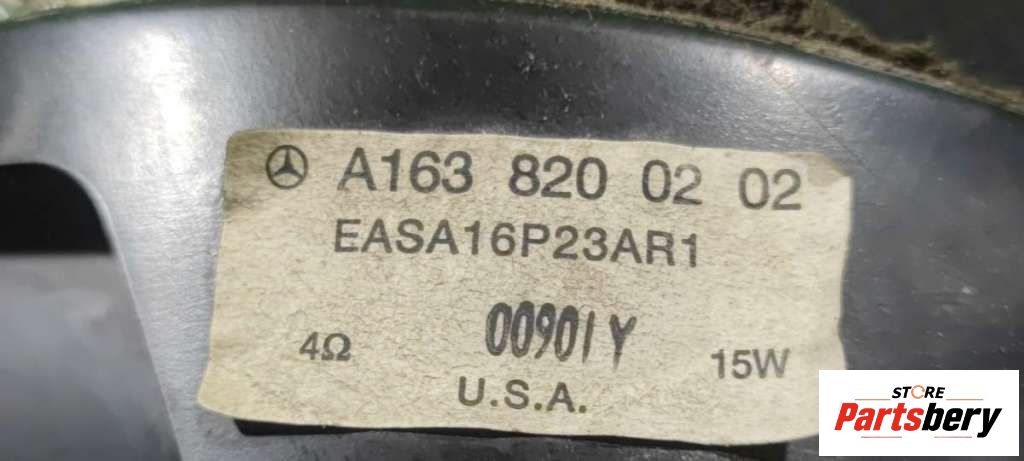 A163 820 02 02
EASA16P23AR1
4Ω 00901Y 15W
U.S.A.
STORE
Partsbery